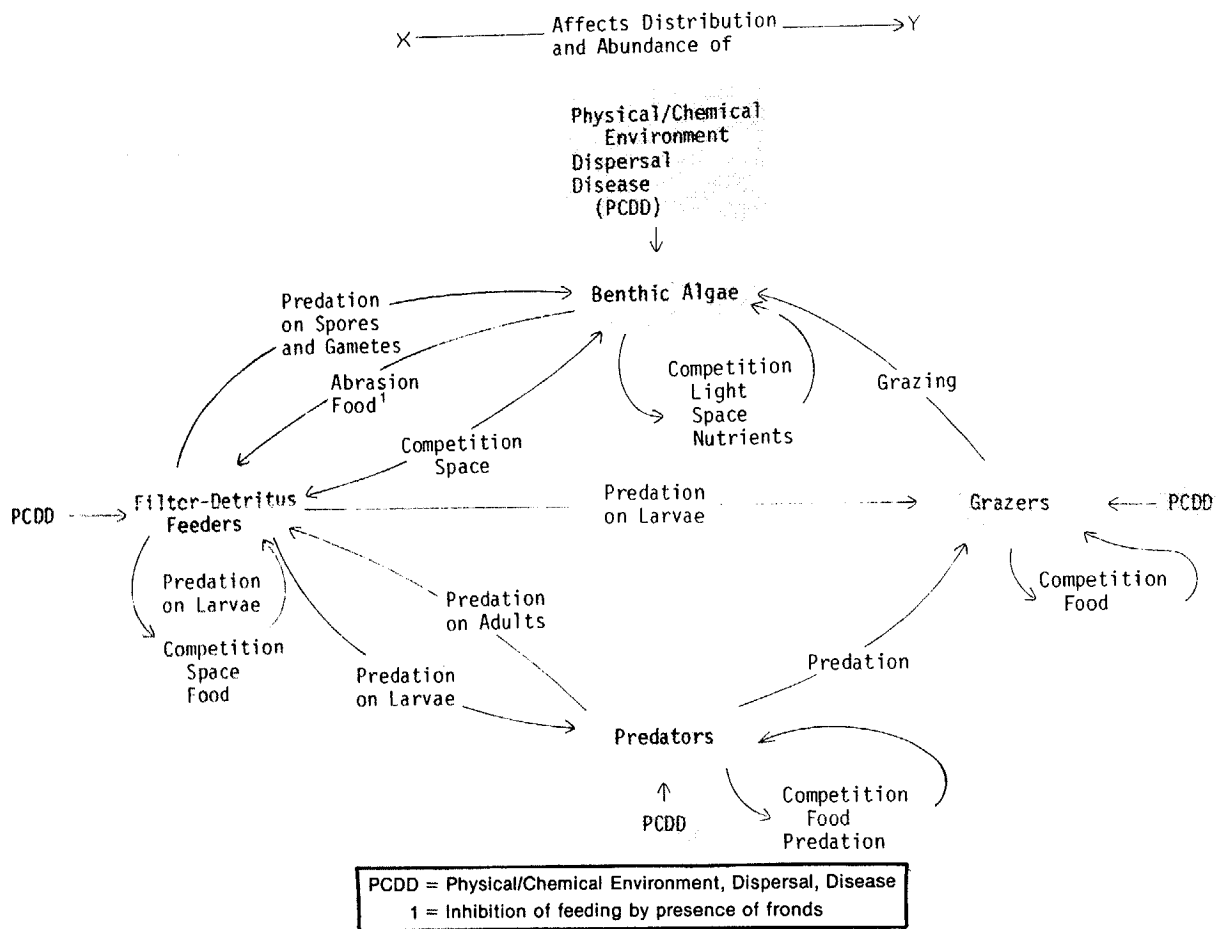 X Affects Distribution Y
and Abundance of
Physical/Chemical
Environment
Dispersal
Disease
(PCDD)
Benthic Algae
Predation
on Spores
and Gametes
Abrasion
Food¹
Competition
Space
Competition
Light
Space
Nutrients
Grazing
PCDD
Filter-Detritus
Feeders
Predation
on Larvae
Grazers
PCDD
Predation
on Larvae
Competition
Space
Food
Predation
on Adults
Predation
on Larvae
Competition
Food
Predation
Predators
PCDD
Competition
Food
Predation
PCDD = Physical/Chemical Environment, Dispersal, Disease
1 = Inhibition of feeding by presence of fronds